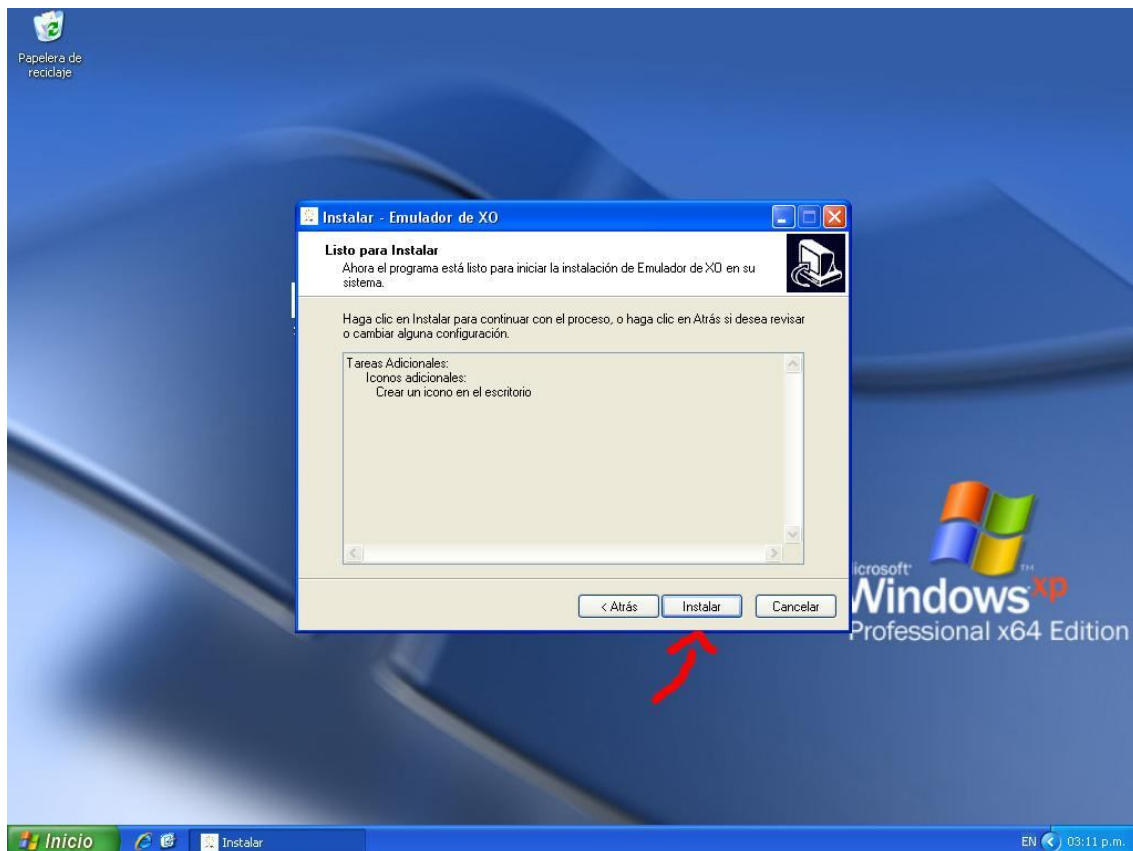 Papelera de
reciclaje
Instalar - Emulador de XO
Listo para Instalar
Ahora el programa está listo para iniciar la instalación de Emulador de XO en su
sistema.
Haga clic en Instalar para continuar con el proceso, o haga clic en Atrás si desea revisar
o cambiar alguna configuración.
Tareas Adicionales:
Iconos adicionales:
Crear un icono en el escritorio
< Atrás
Instalar
Cancelar
icrosoft
Windows xp
TM
Professional x64 Edition
Inicio
Instalar
EN
03:11 p.m.